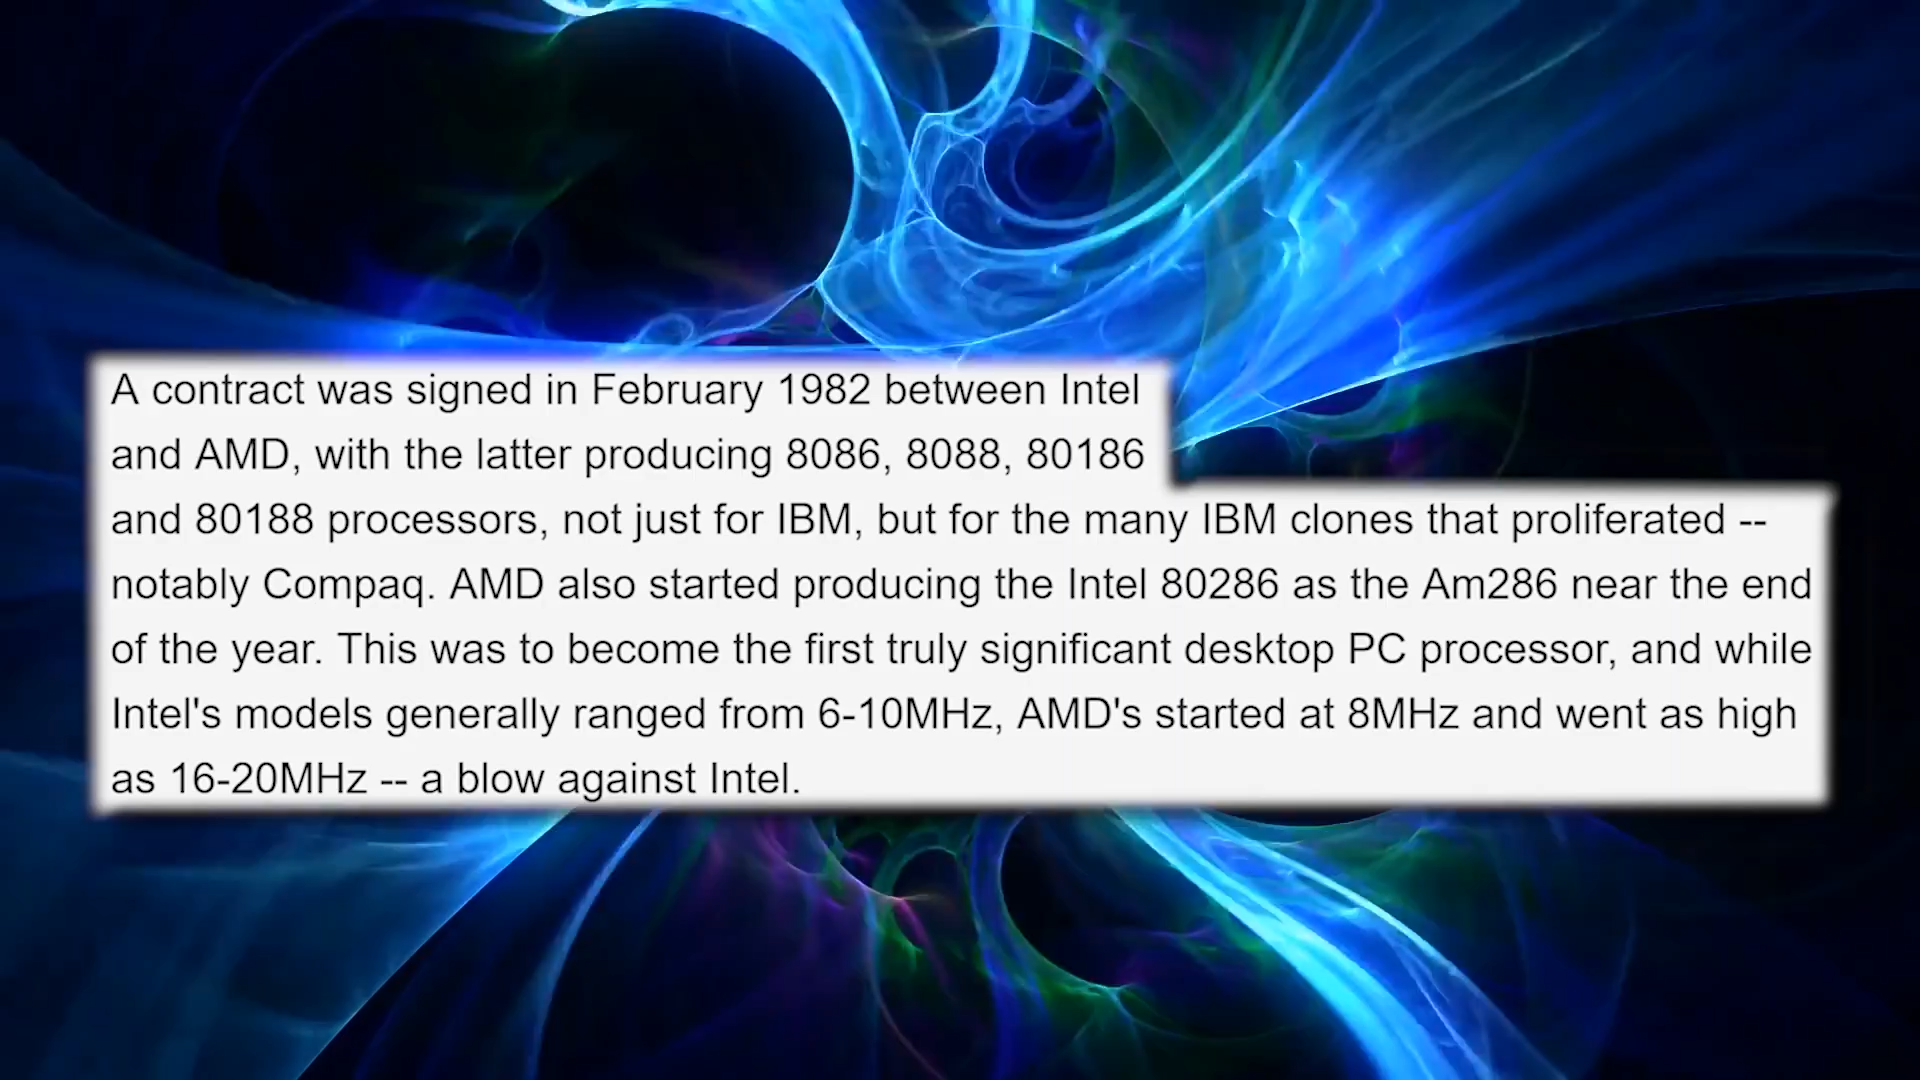 A contract was signed in February 1982 between Intel
and AMD, with the latter producing 8086, 8088, 80186
and 80188 processors, not just for IBM, but for the many IBM clones that proliferated --
notably Compaq. AMD also started producing the Intel 80286 as the Am286 near the end
of the year. This was to become the first truly significant desktop PC processor, and while
Intel's models generally ranged from 6-10MHz, AMD's started at 8MHz and went as high
as 16-20MHz -- a blow against Intel.